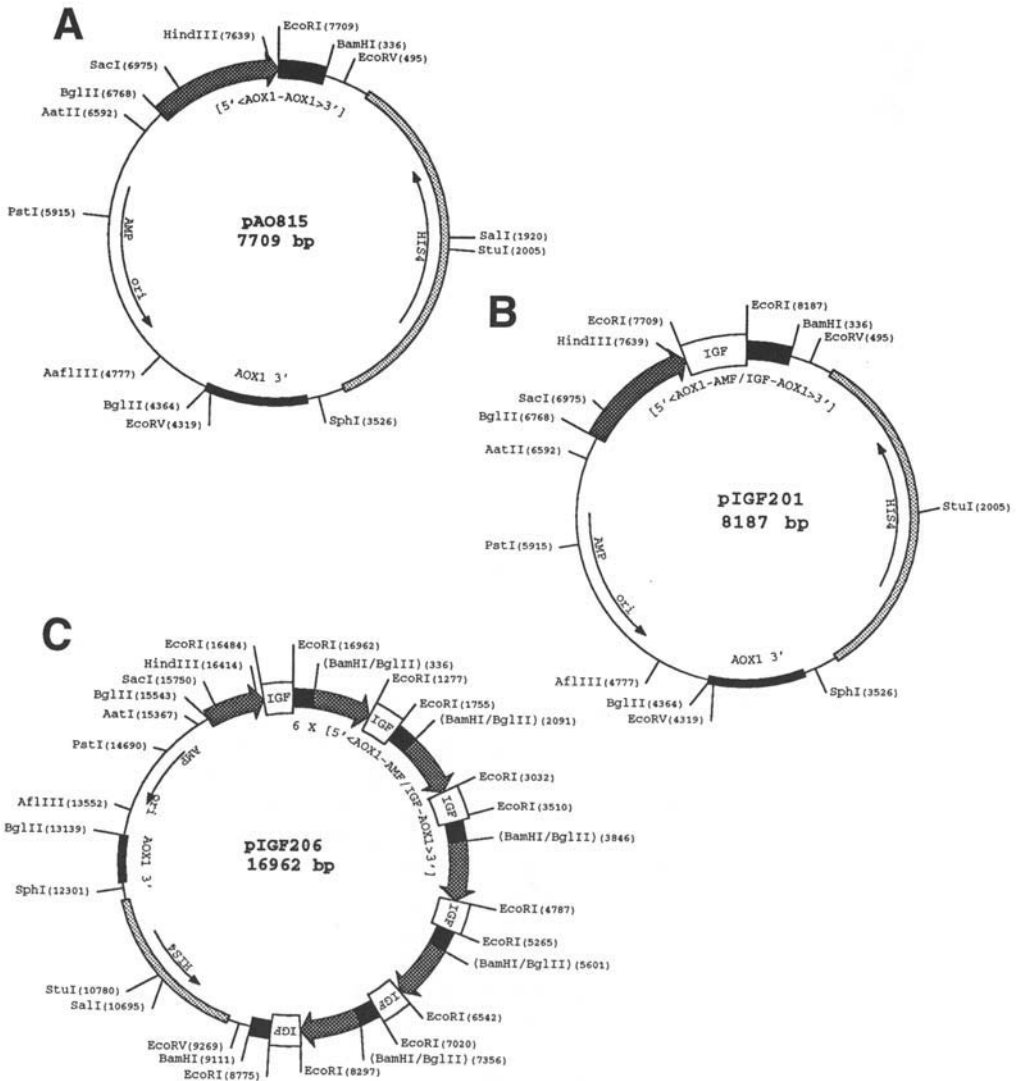 A
HindIII(7639)
EcoRI(7709)
BamHI(336)
EcoRV(495)
SacI(6975)
BglII(6768)
AatII(6592)
[5'<AOX1-AOX1>3']
PstI(5915)
AMP
ori
pAO815
7709 bp
HIS4
SalI(1920)
StuI(2005)
AaflIII(4777)
AOX1 3'
BglII(4364)
EcoRV(4319)
SphI(3526)
B
EcoRI(8187)
EcoRI(7709)
BamHI(336)
HindIII(7639)
IGF
EcoRV(495)
SacI(6975)
BglII(6768)
[5'<AOX1-AMF/IGF-AOX1>3']
AatII(6592)
pIGF201
8187 bp
HIS4
StuI(2005)
PstI(5915)
AMP
ori
AflIII(4777)
AOX1 3'
BglII(4364)
EcoRV(4319)
SphI(3526)
C
EcoRI(16484)
EcoRI(16962)
HindIII(16414)
(BamHI/BglII)(336)
SacI(15750)
IGF
EcoRI(1277)
BglII(15543)
IGF
EcoRI(1755)
AatI(15367)
(BamHI/BglII)(2091)
6 X [5'<AOX1-AMF/IGF-AOX1>3']
PstI(14690)
AMP
ori
EcoRI(3032)
IGF
EcoRI(3510)
AflIII(13552)
BglII(13139)
(BamHI/BglII)(3846)
AOX1 3'
pIGF206
16962 bp
SphI(12301)
EcoRI(4787)
IGF
EcoRI(5265)
HIS4
(BamHI/BglII)(5601)
StuI(10780)
SalI(10695)
IGF
EcoRI(6542)
IGF
EcoRI(7020)
EcoRV(9269)
BamHI(9111)
(BamHI/BglII)(7356)
EcoRI(8775)
EcoRI(8297)